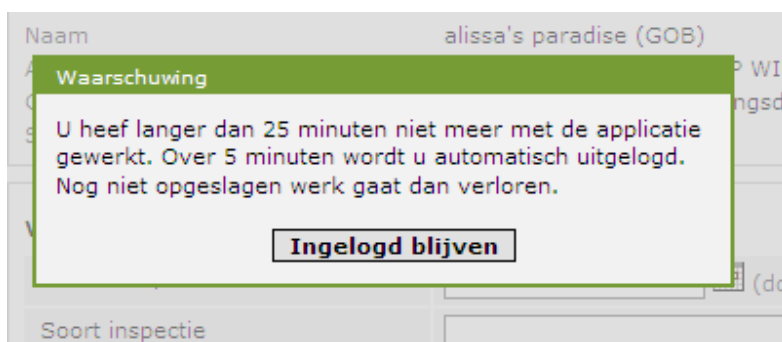 Naam alissa's paradise (GOB)
Waarschuwing
U heef langer dan 25 minuten niet meer met de applicatie
gewerkt. Over 5 minuten wordt u automatisch uitgelogd.
Nog niet opgeslagen werk gaat dan verloren.
Ingelogd blijven
Soort inspectie